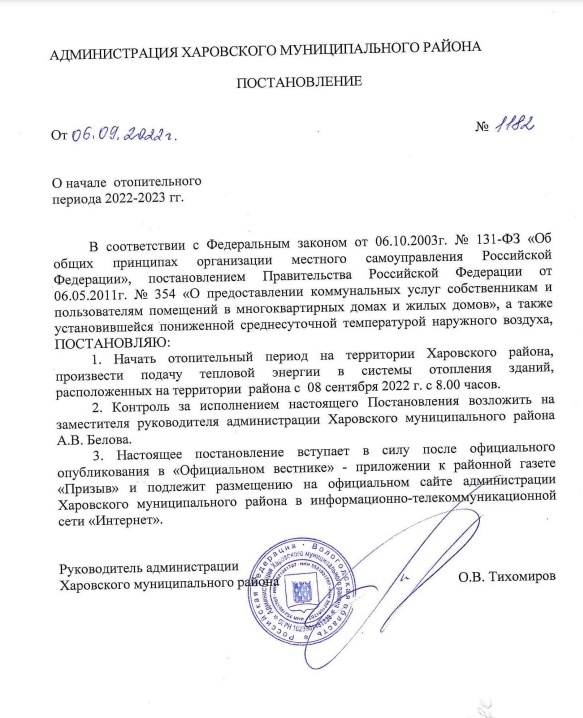 АДМИНИСТРАЦИЯ ХАРОВСКОГО МУНИЦИПАЛЬНОГО РАЙОНА
ПОСТАНОВЛЕНИЕ
От 06.09.2022г.
№ 1182
О начале отопительного
периода 2022-2023 гг.
В соответствии с Федеральным законом от 06.10.2003г. № 131-ФЗ «Об
общих принципах организации местного самоуправления Российской
Федерации», постановлением Правительства Российской Федерации от
06.05.2011г. № 354 «О предоставлении коммунальных услуг собственникам и
пользователям помещений в многоквартирных домах и жилых домов», а также
установившейся пониженной среднесуточной температурой наружного воздуха,
ПОСТАНОВЛЯЮ:
1. Начать отопительный период на территории Харовского района,
произвести подачу тепловой энергии в системы отопления зданий,
расположенных на территории района с 08 сентября 2022 г. с 8.00 часов.
2. Контроль за исполнением настоящего Постановления возложить на
заместителя руководителя администрации Харовского муниципального района
А.В. Белова.
3. Настоящее постановление вступает в силу после официального
опубликования в «Официальном вестнике» - приложении к районной газете
«Призыв» и подлежит размещению на официальном сайте администрации
Харовского муниципального района в информационно-телекоммуникационной
сети «Интернет».
Руководитель администрации
Харовского муниципального района
О.В. Тихомиров
Российская Федерация • Вологодская область
Администрация Харовского муниципального района